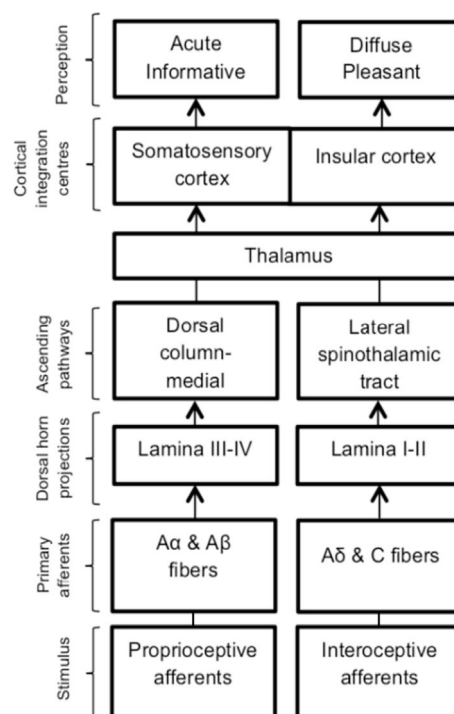 Perception
Acute
Informative
Diffuse
Pleasant
Cortical
integration
centres
Somatosensory
cortex
Insular cortex
Thalamus
Ascending
pathways
Dorsal
column-
medial
Lateral
spinothalamic
tract
Dorsal horn
projections
Lamina III-IV
Lamina I-II
Primary
afferents
Aα & Aβ
fibers
Aδ & C fibers
Stimulus
Proprioceptive
afferents
Interoceptive
afferents